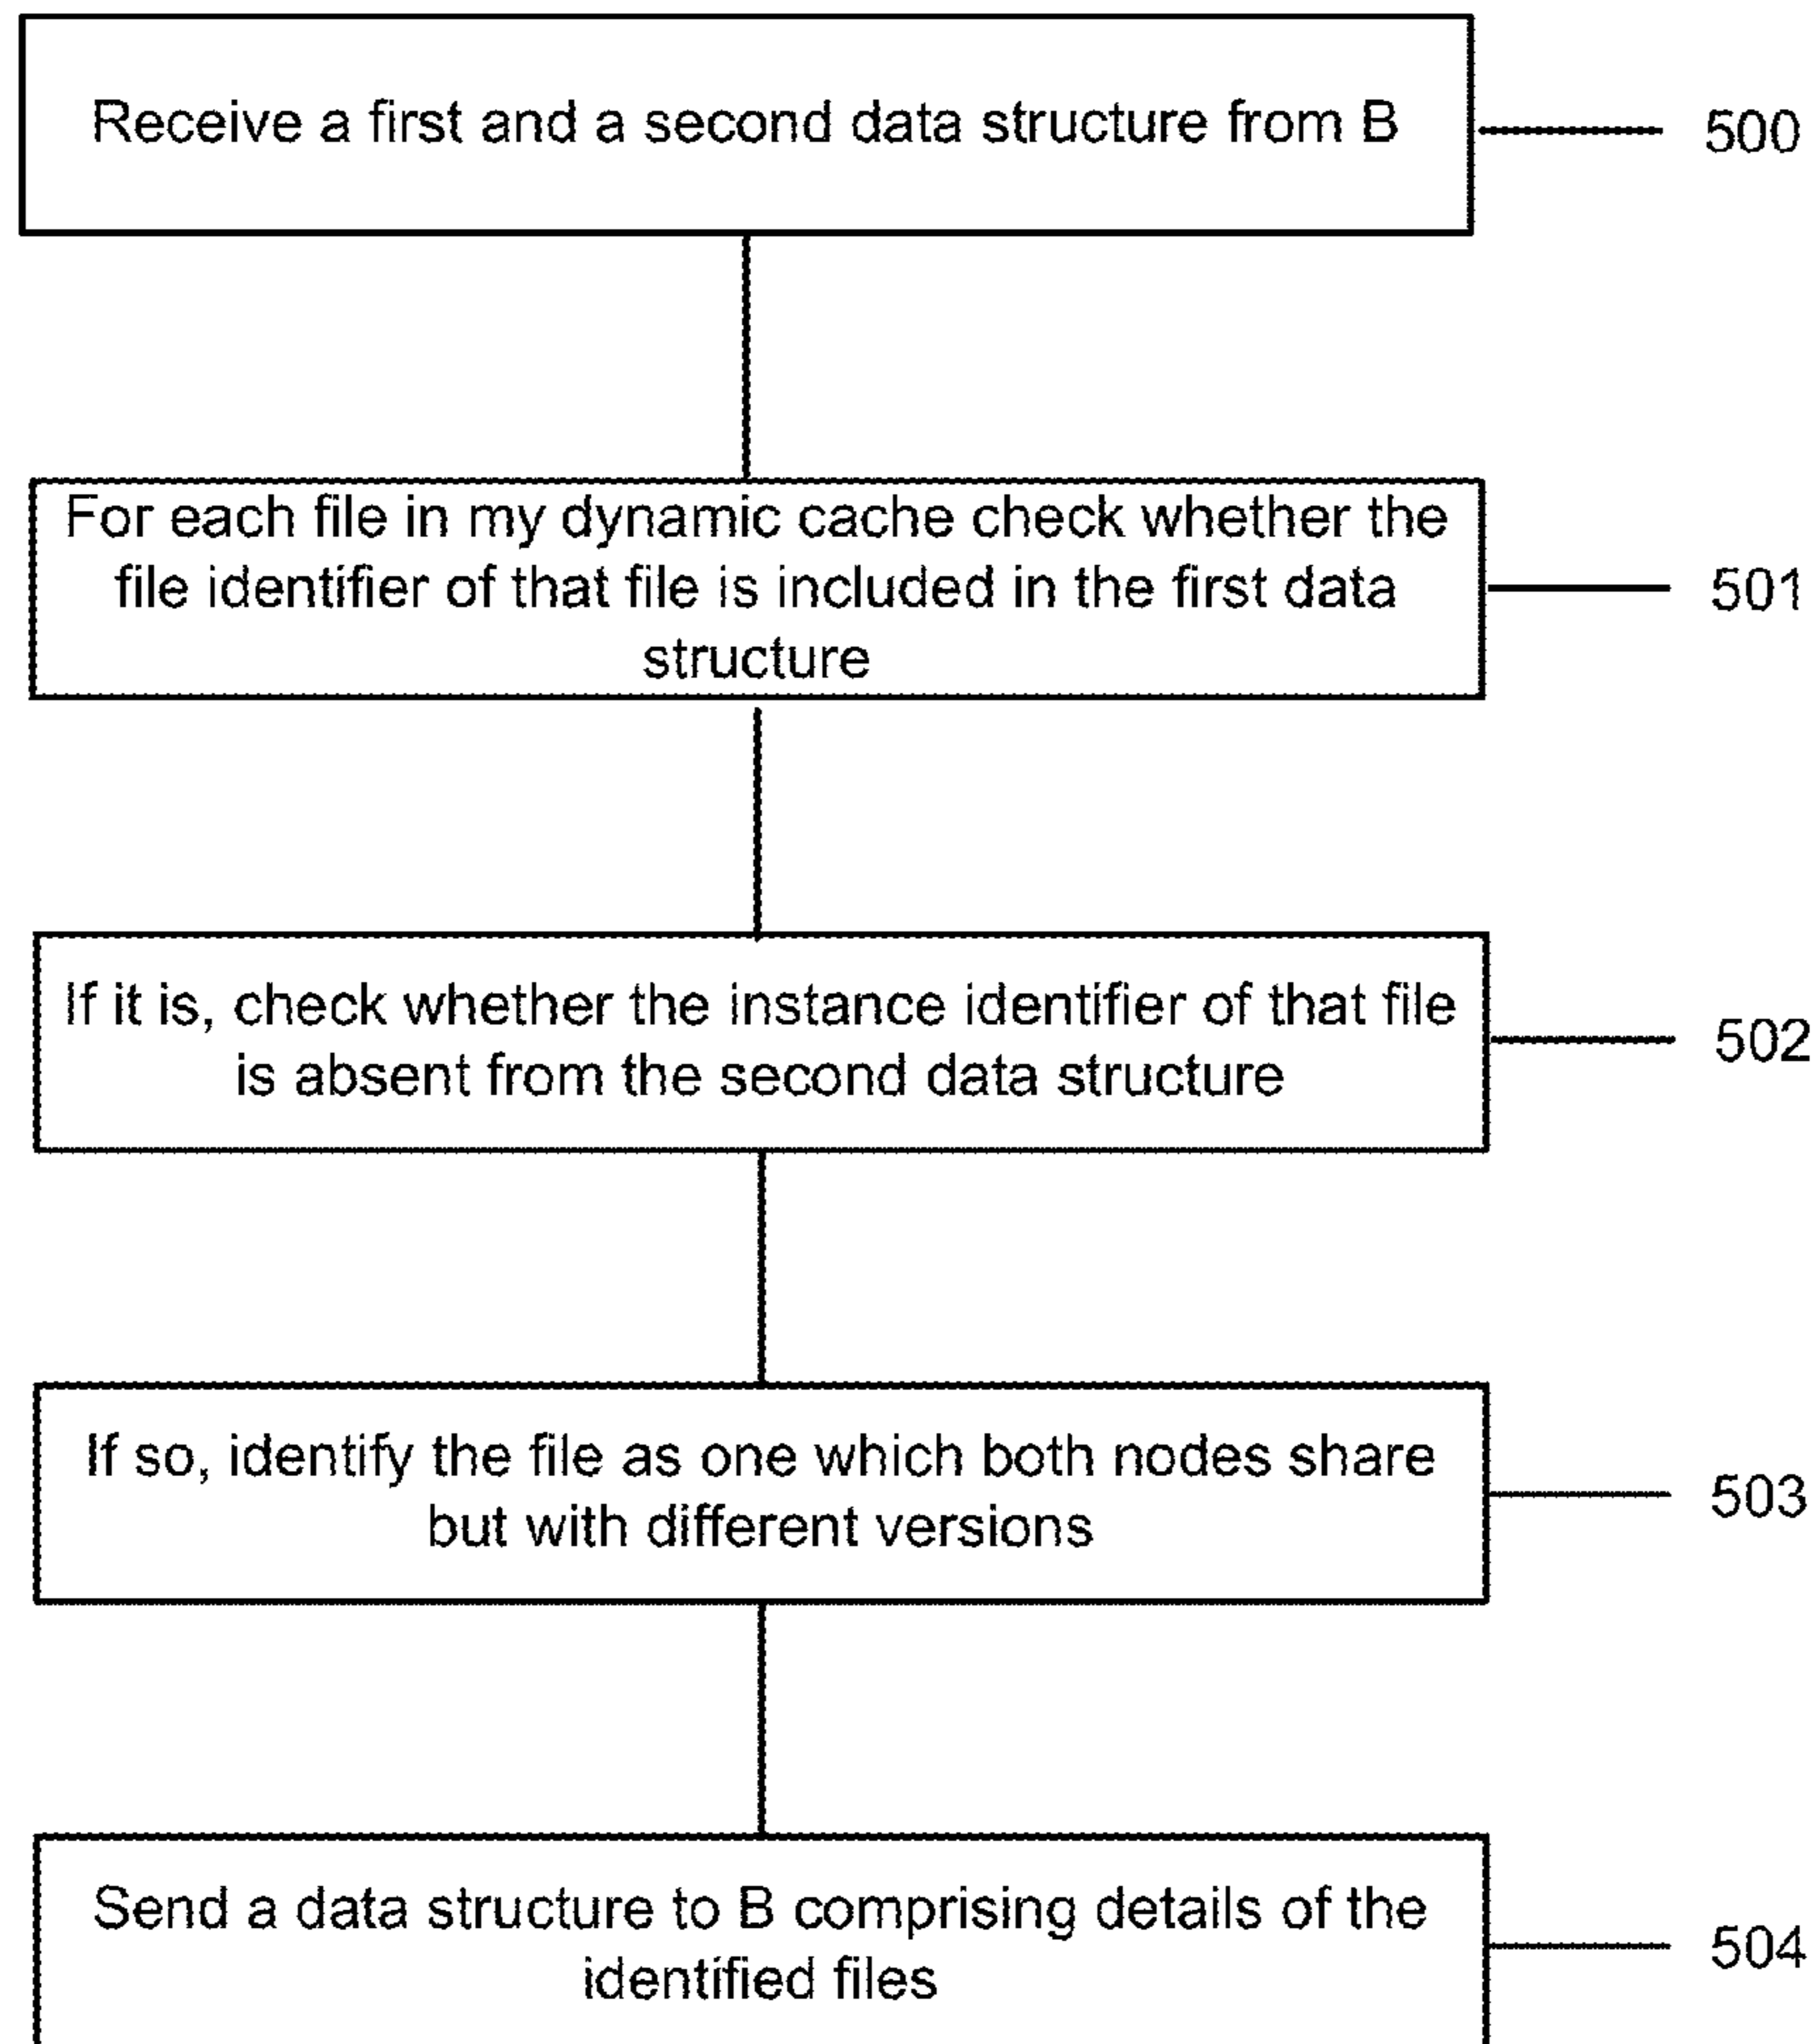 Receive a first and a second data structure from B
500
For each file in my dynamic cache check whether the
file identifier of that file is included in the first data
structure
501
If it is, check whether the instance identifier of that file
is absent from the second data structure
502
If so, identify the file as one which both nodes share
but with different versions
503
Send a data structure to B comprising details of the
identified files
504